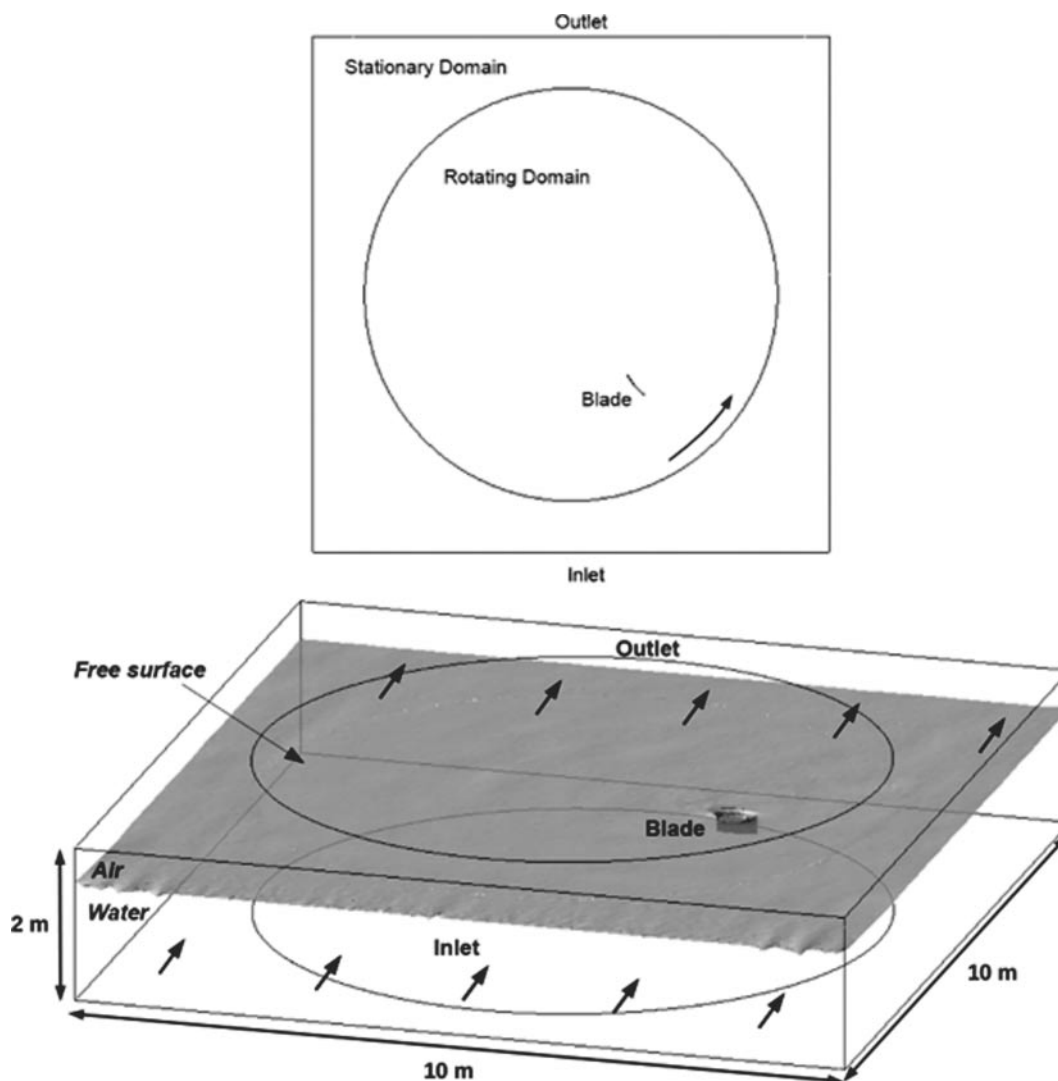 Outlet
Stationary Domain
Rotating Domain
Blade
Inlet
Outlet
Free surface
Blade
Air
Water
2 m
Inlet
10 m
10 m